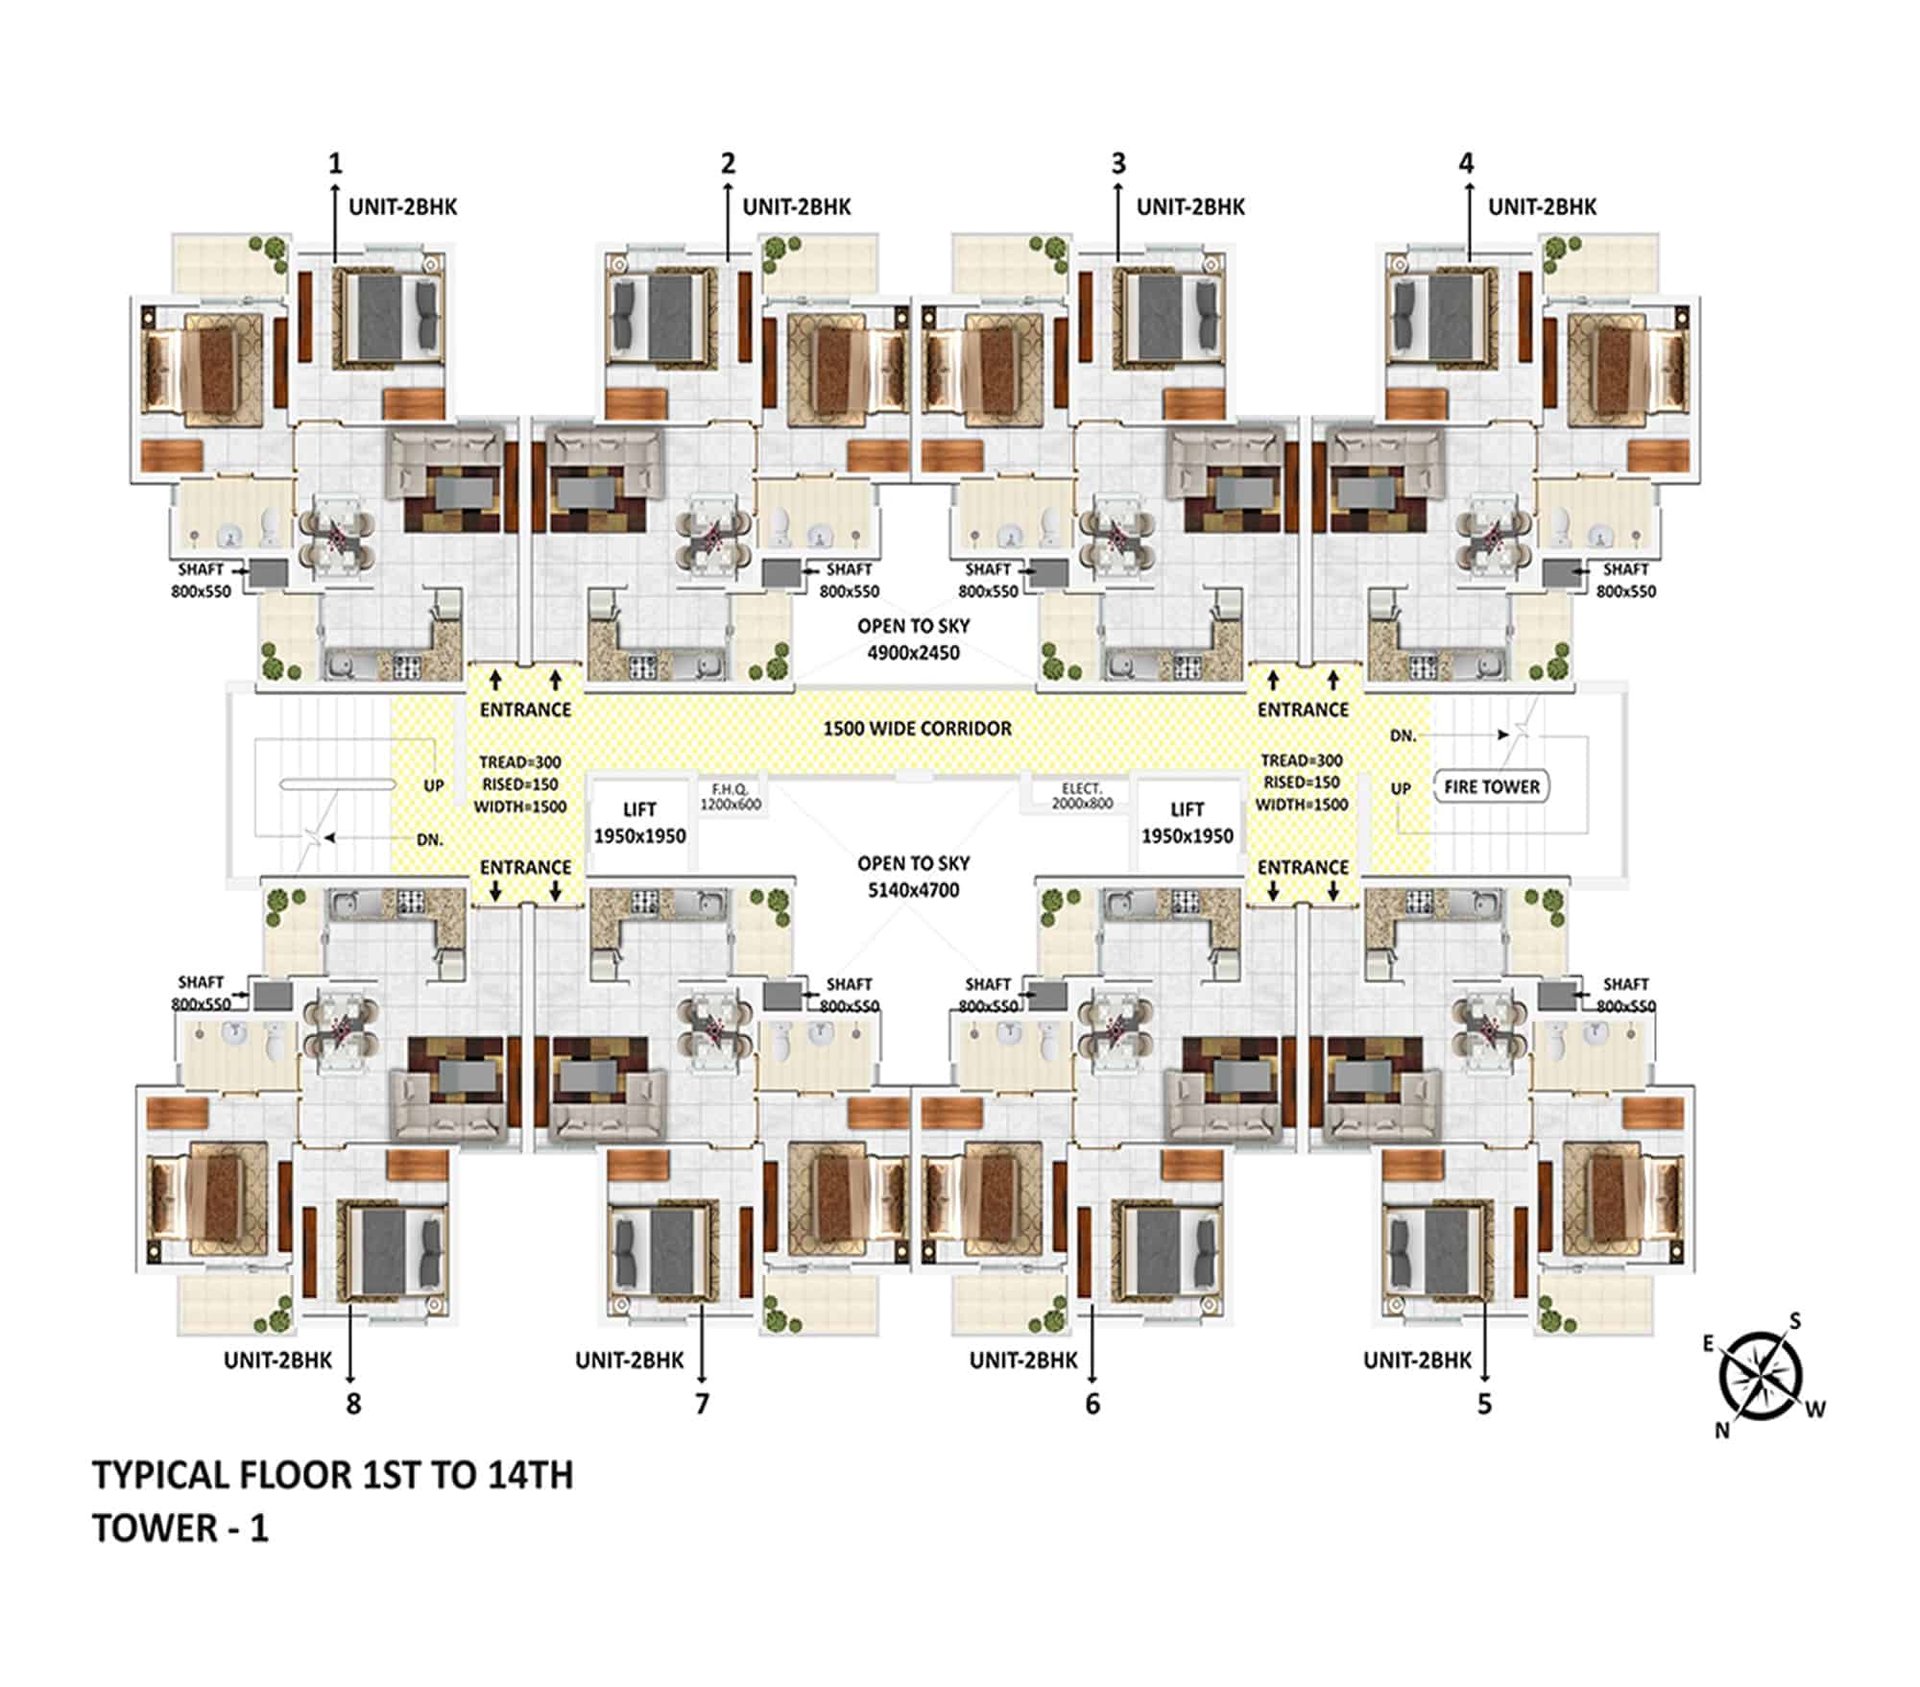 1
2
3
4
UNIT-2BHK
UNIT-2BHK
UNIT-2BHK
UNIT-2BHK
SHAFT
800x550
SHAFT
800x550
SHAFT
800x550
SHAFT
800x550
OPEN TO SKY
4900x2450
ENTRANCE
ENTRANCE
1500 WIDE CORRIDOR
DN.
TREAD=300
RISED=150
WIDTH=1500
TREAD=300
RISED=150
WIDTH=1500
UP
UP
FIRE TOWER
F.H.Q.
1200x600
ELECT.
2000x800
LIFT
1950x1950
LIFT
1950x1950
DN.
ENTRANCE
ENTRANCE
OPEN TO SKY
5140x4700
SHAFT
800x550
SHAFT
800x550
SHAFT
800x550
SHAFT
800x550
UNIT-2BHK
UNIT-2BHK
UNIT-2BHK
UNIT-2BHK
8
7
6
5
S
E
W
N
TYPICAL FLOOR 1ST TO 14TH
TOWER - 1